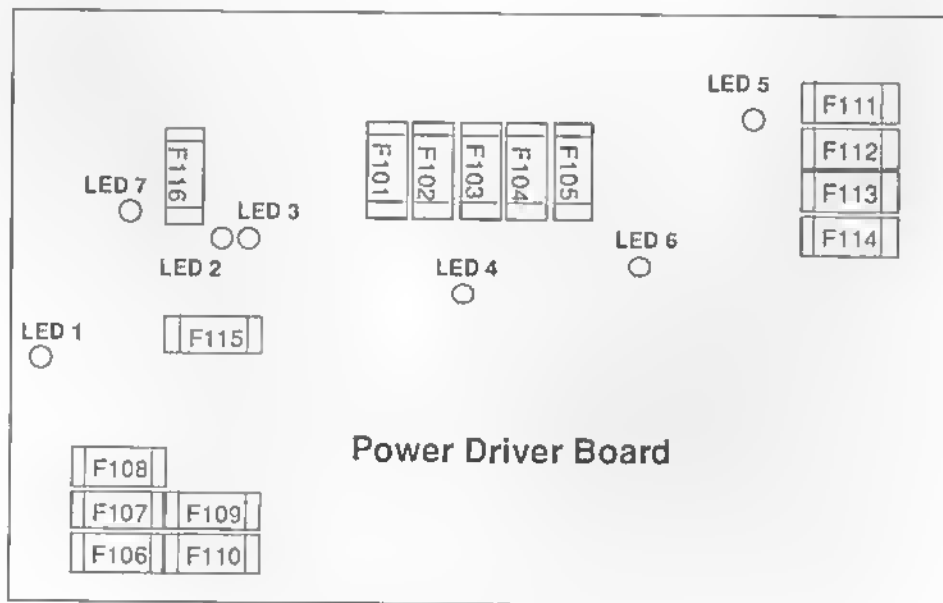 LED 5
F111
F112
F113
F114
F116
F101
F102
F103
F104
F105
LED 7
LED 3
LED 2
LED 4
LED 6
LED 1
F115
Power Driver Board
F108
F107
F109
F106
F110